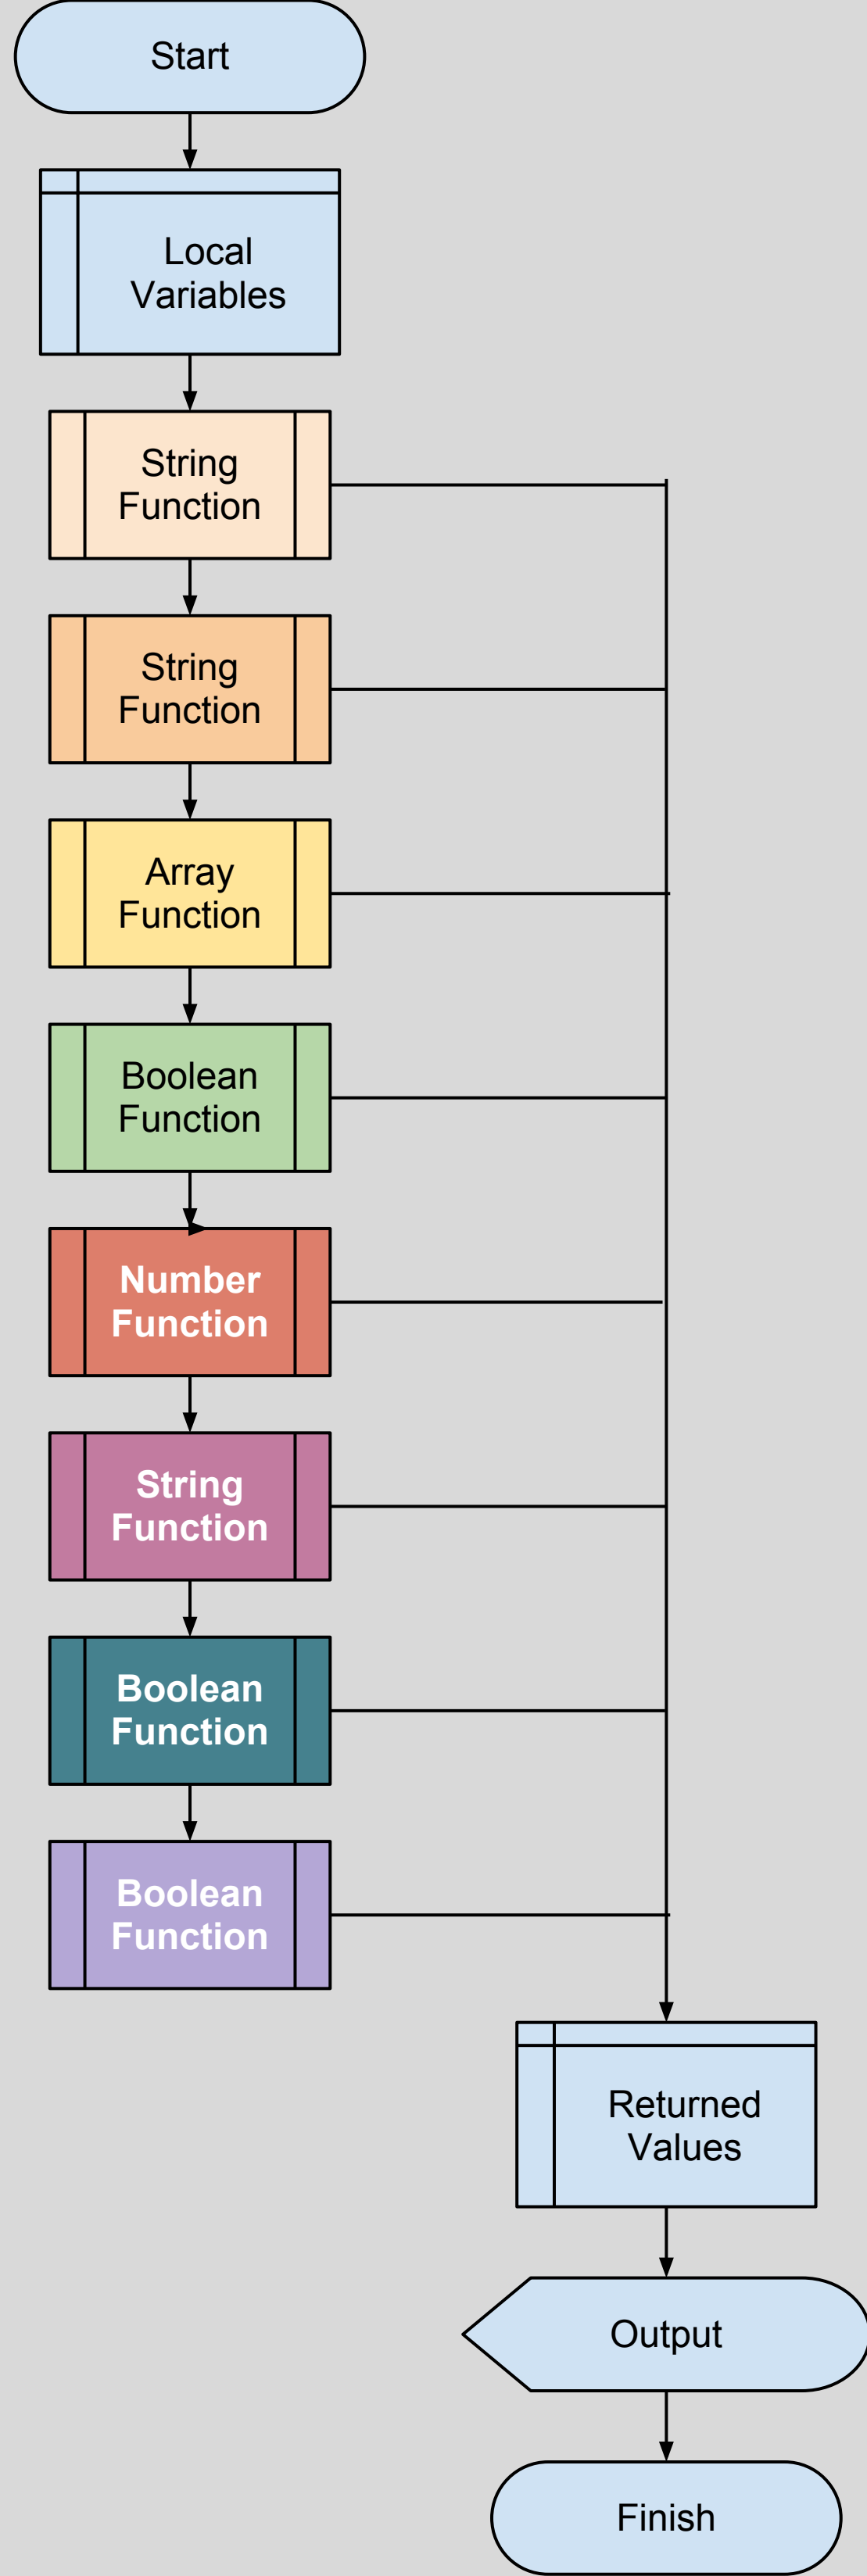 Start
Local
Variables
String
Function
String
Function
Array
Function
Boolean
Function
Number
Function
String
Function
Boolean
Function
Boolean
Function
Returned
Values
Output
Finish